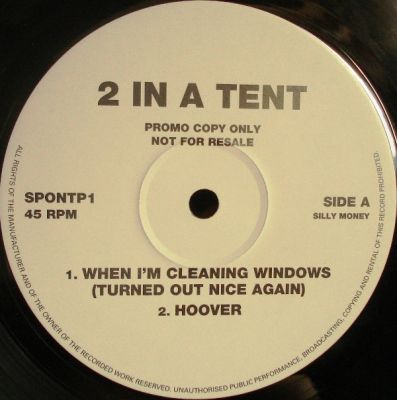 2 IN A TENT
PROMO COPY ONLY
NOT FOR RESALE
SPONTP1
45 RPM
SIDE A
SILLY MONEY
1. WHEN I'M CLEANING WINDOWS
(TURNED OUT NICE AGAIN)
2. HOOVER
ALL RIGHTS OF THE MANUFACTURER AND OF THE OWNER OF THE RECORDED WORK RESERVED. UNAUTHORISED PUBLIC PERFORMANCE, BROADCASTING, COPYING AND RENTAL OF THIS RECORD PROHIBITED.